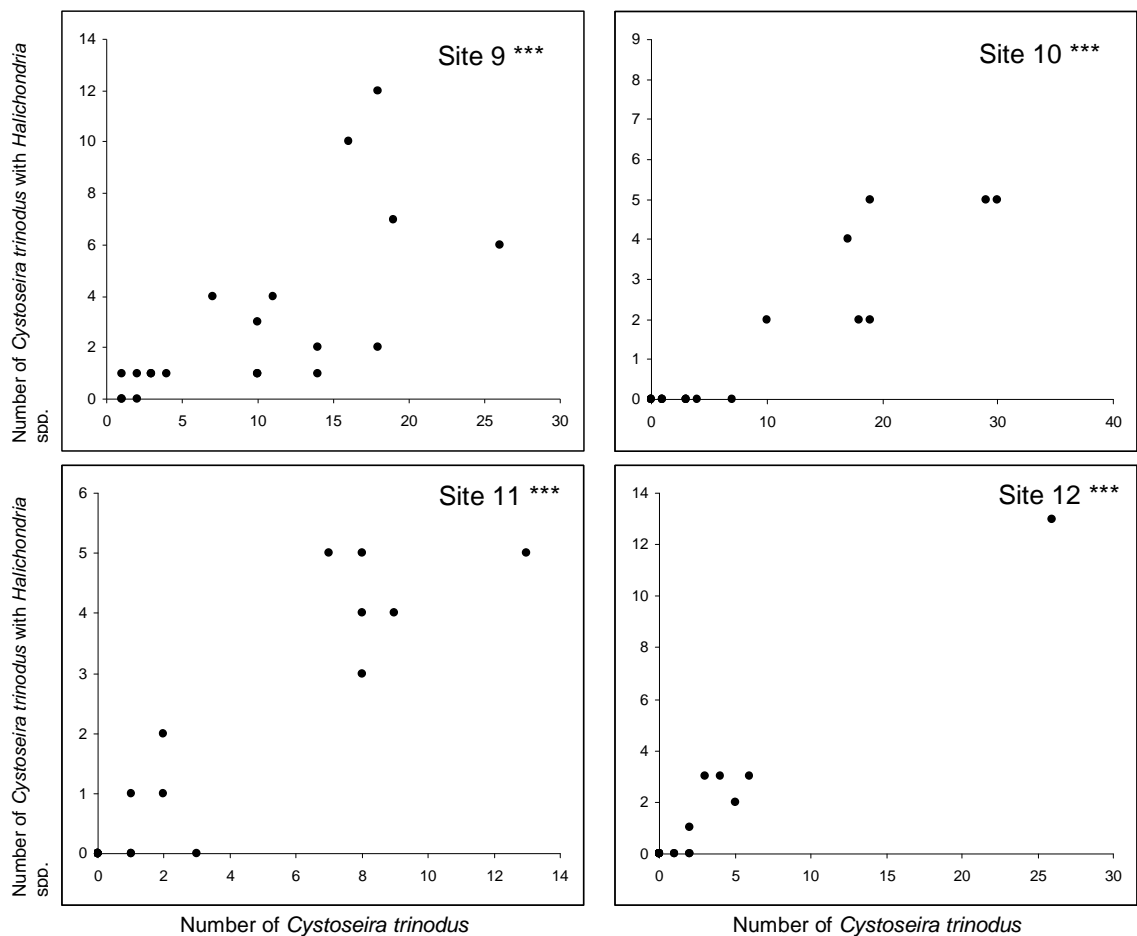 Number of Cystoseira trinodus with Halichondria
spp.
Site 9 ***
14
12
10
8
6
4
2
0
0 5 10 15 20 25 30
Site 10 ***
9
8
7
6
5
4
3
2
1
0
0 10 20 30 40
Number of Cystoseira trinodus with Halichondria
spp.
Site 11 ***
6
5
4
3
2
1
0
0 2 4 6 8 10 12 14
Number of Cystoseira trinodus
Site 12 ***
14
12
10
8
6
4
2
0
0 5 10 15 20 25 30
Number of Cystoseira trinodus